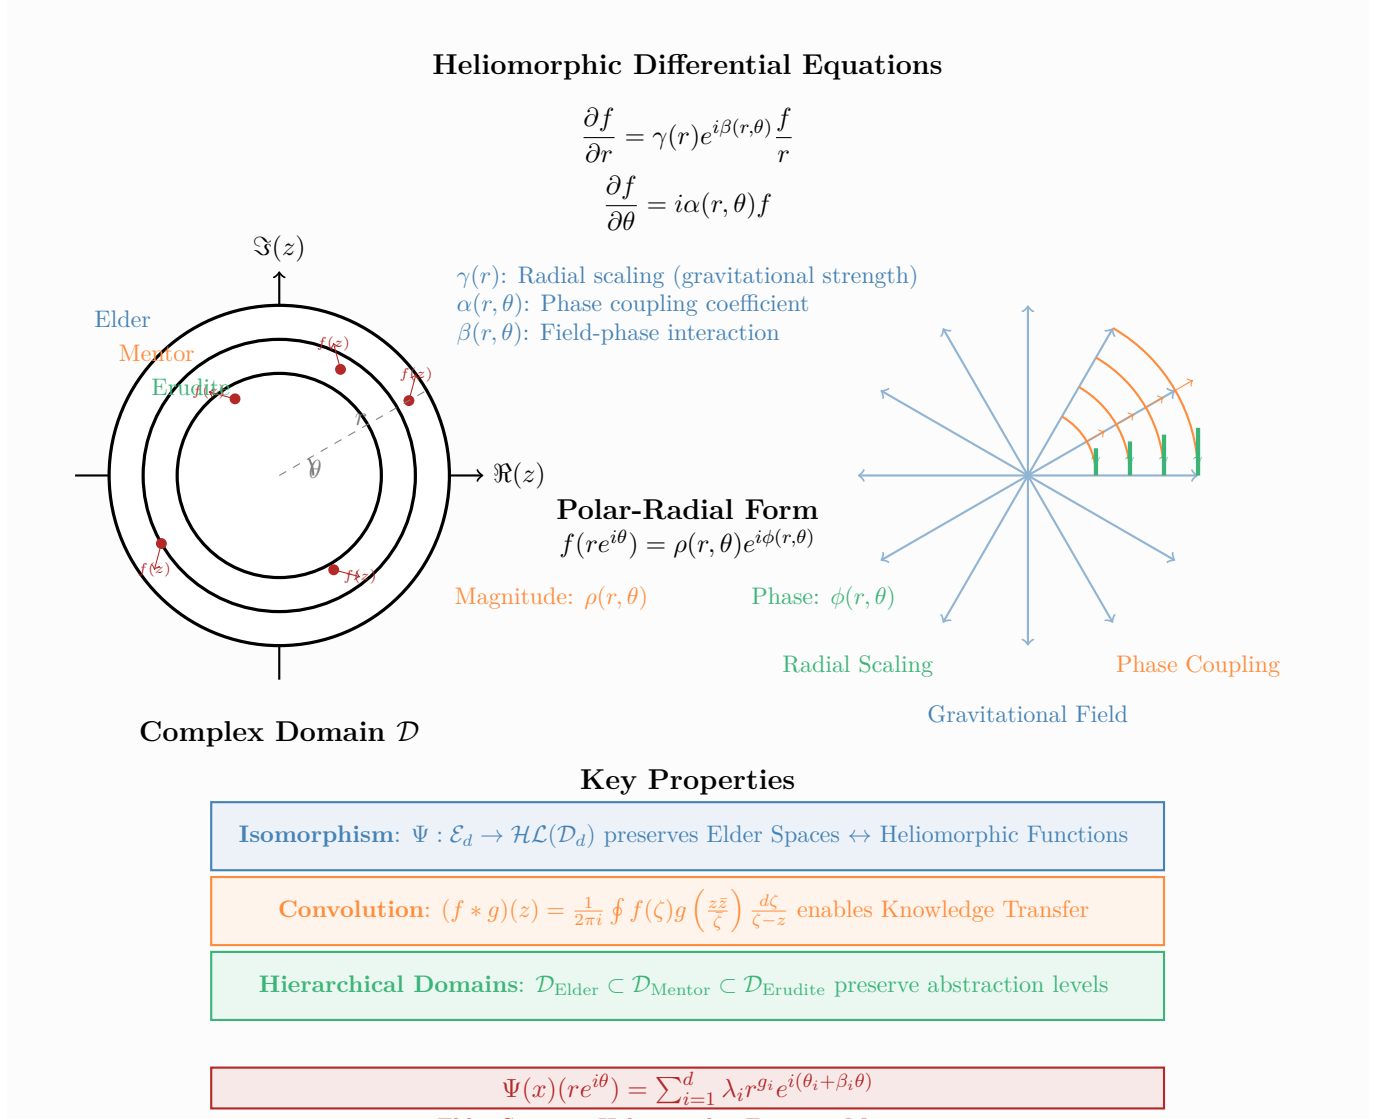 Heliomorphic Differential Equations
∂f/∂r = γ(r)e^{iβ(r,θ)} f/r
∂f/∂θ = iα(r, θ)f
ℑ(z)
γ(r): Radial scaling (gravitational strength)
α(r, θ): Phase coupling coefficient
β(r, θ): Field-phase interaction
Elder
Mentor
Erudite
f(z)
f(z)
f(z)
r
θ
ℜ(z)
f(z)
f(z)
Polar-Radial Form
f(re^{iθ}) = ρ(r, θ)e^{iϕ(r,θ)}
Magnitude: ρ(r, θ)
Phase: ϕ(r, θ)
Radial Scaling
Phase Coupling
Gravitational Field
Complex Domain 𝒟
Key Properties
Isomorphism: Ψ : ℰ_d → ℋℒ(𝒟_d) preserves Elder Spaces ↔ Heliomorphic Functions
Convolution: (f ∗ g)(z) = 1/(2πi) ∮ f(ζ)g (zz̄/ζ̄) dζ/(ζ−z) enables Knowledge Transfer
Hierarchical Domains: 𝒟_Elder ⊂ 𝒟_Mentor ⊂ 𝒟_Erudite preserve abstraction levels
Ψ(x)(re^{iθ}) = ∑_{i=1}^{d} λ_i r^{g_i} e^{i(θ_i+β_iθ)}